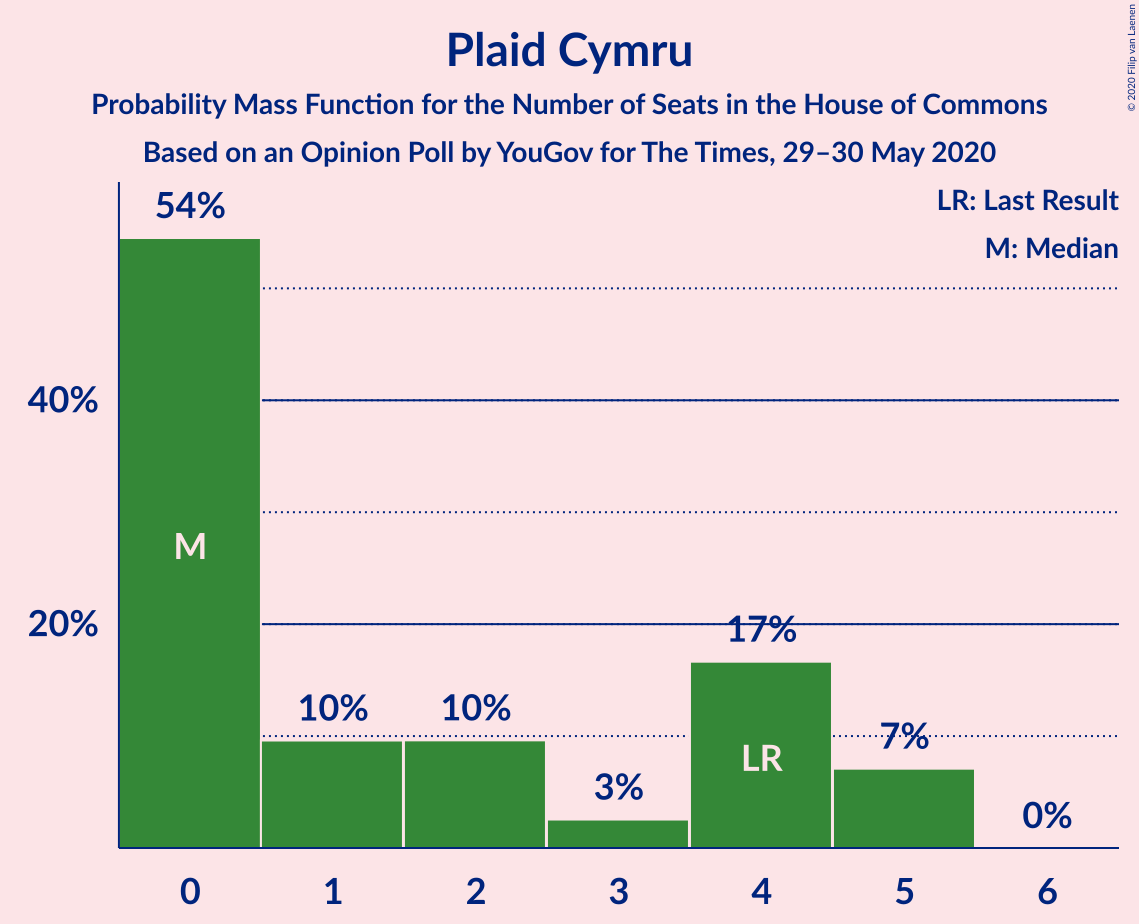 Plaid Cymru
Probability Mass Function for the Number of Seats in the House of Commons
Based on an Opinion Poll by YouGov for The Times, 29–30 May 2020
© 2020 Filip van Laenen
LR: Last Result
M: Median
54%
40%
M
20%
17%
10%
10%
7%
LR
3%
0%
0 1 2 3 4 5 6